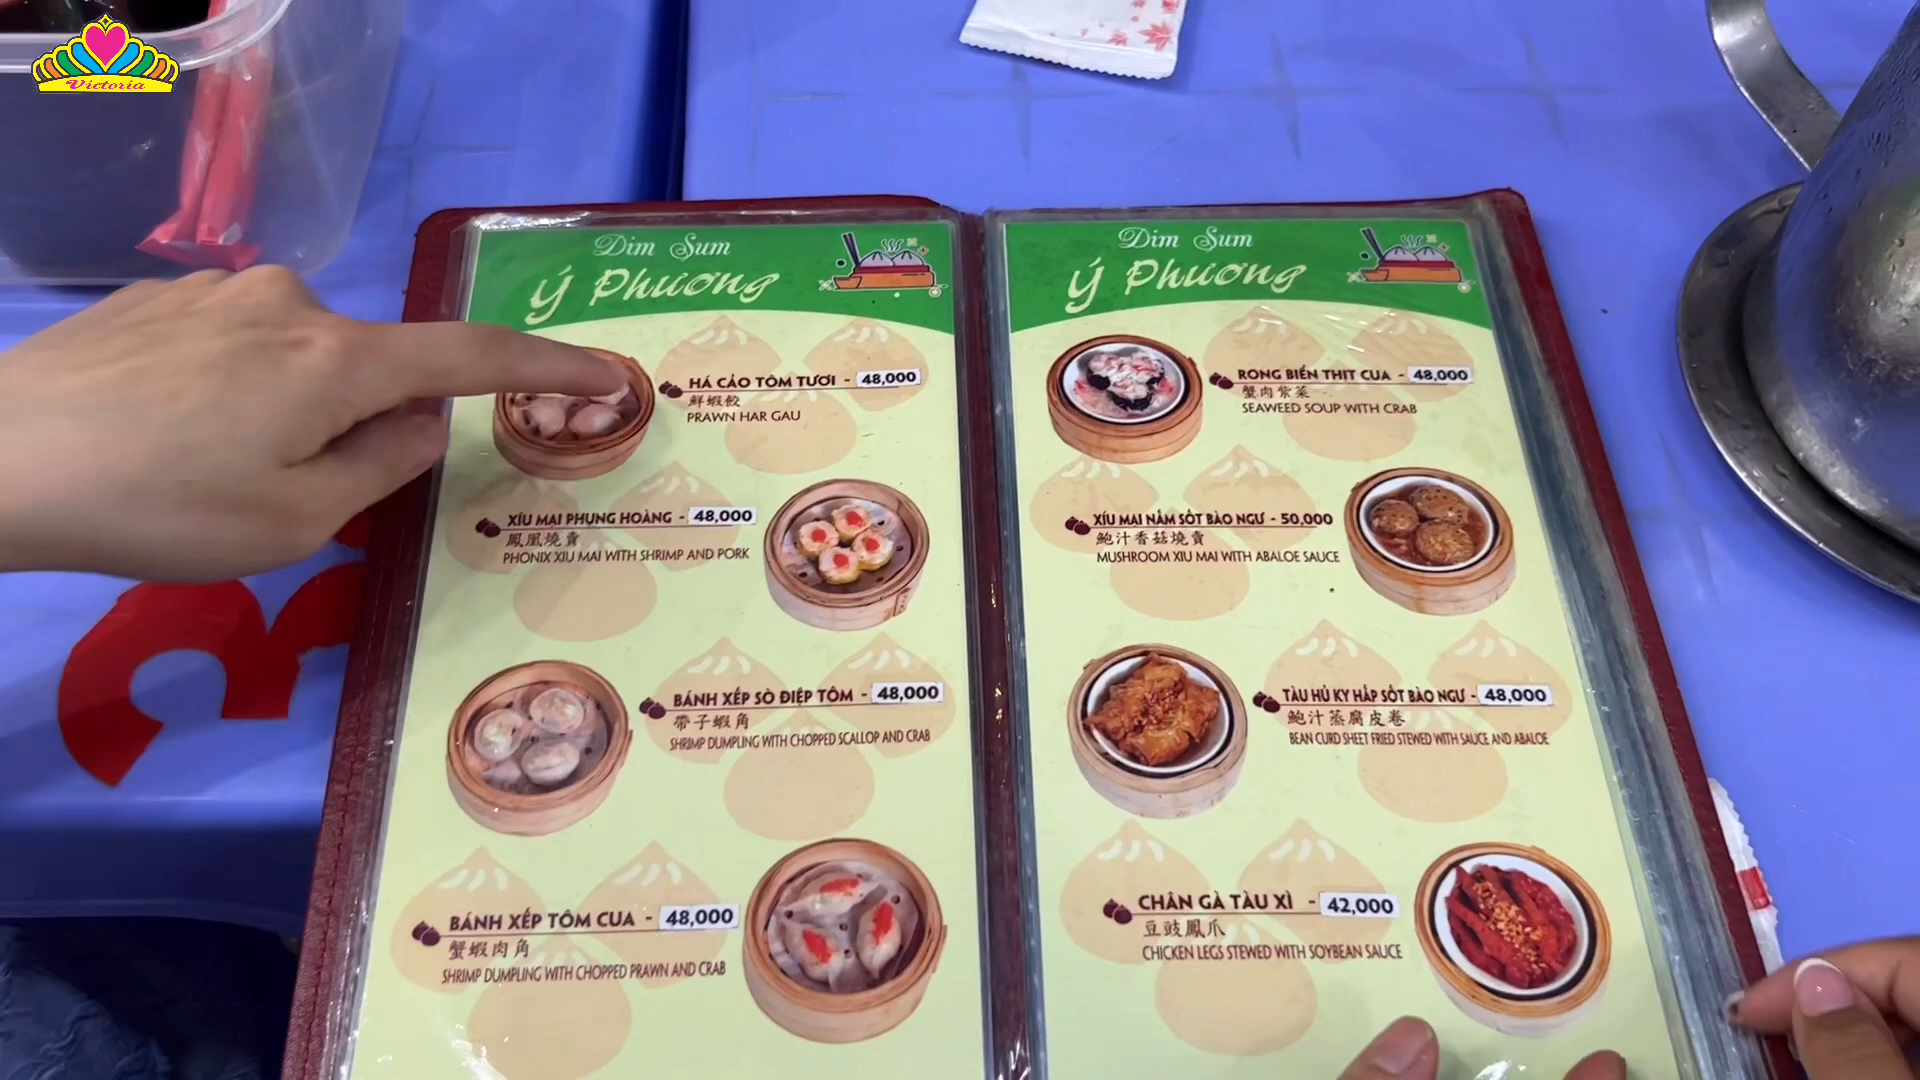 Victoria
Dim Sum
Ý Phương
HÁ CẢO TÔM TƯƠI - 48,000
鮮蝦餃
PRAWN HAR GAU
XÍU MẠI PHỤNG HOÀNG - 48,000
鳳凰燒賣
PHONIX XIU MAI WITH SHRIMP AND PORK
BÁNH XẾP SÒ ĐIỆP TÔM - 48,000
帶子蝦角
SHRIMP DUMPLING WITH CHOPPED SCALLOP AND CRAB
BÁNH XẾP TÔM CUA - 48,000
蟹蝦肉角
SHRIMP DUMPLING WITH CHOPPED PRAWN AND CRAB
Dim Sum
Ý Phương
RONG BIỂN THỊT CUA - 48,000
蟹肉紫菜
SEAWEED SOUP WITH CRAB
XÍU MẠI NẤM SỐT BÀO NGƯ - 50,000
鮑汁香菇燒賣
MUSHROOM XIU MAI WITH ABALOE SAUCE
TÀU HỦ KY HẤP SỐT BÀO NGƯ - 48,000
鮑汁蒸腐皮卷
BEAN CURD SHEET FRIED STEWED WITH SAUCE AND ABALOE
CHÂN GÀ TÀU XÌ - 42,000
豆豉鳳爪
CHICKEN LEGS STEWED WITH SOYBEAN SAUCE